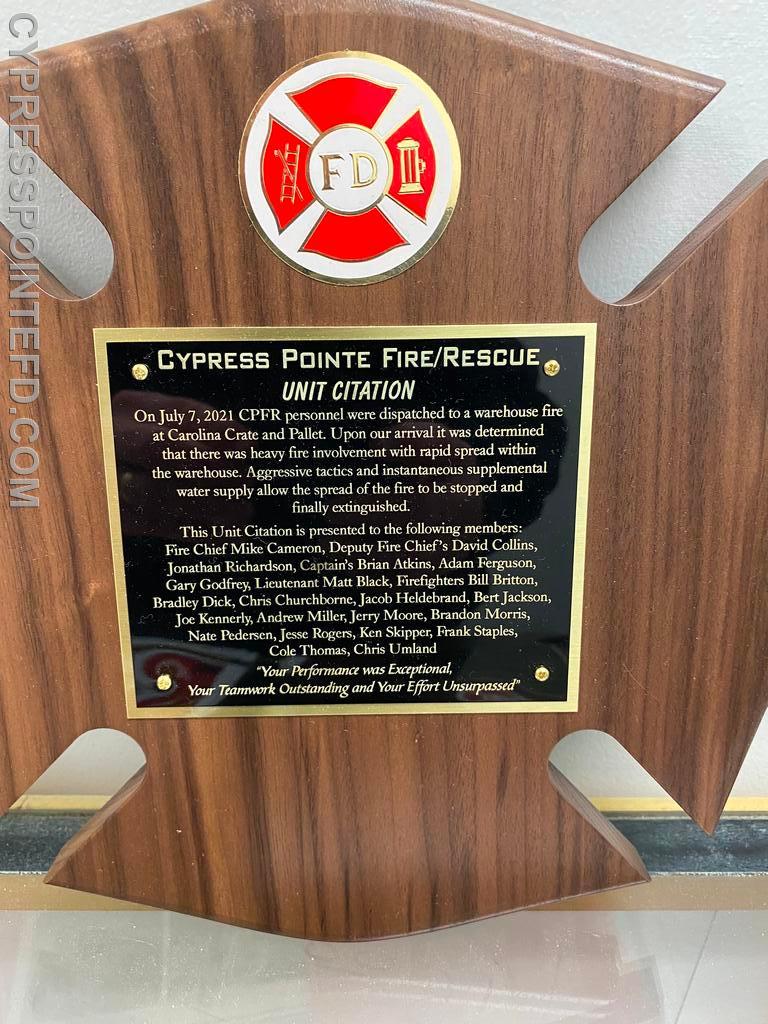 CYPRESSPOINTEFD.COM
FD
CYPRESS POINTE FIRE/RESCUE
UNIT CITATION
On July 7, 2021 CPFR personnel were dispatched to a warehouse fire
at Carolina Crate and Pallet. Upon our arrival it was determined
that there was heavy fire involvement with rapid spread within
the warehouse. Aggressive tactics and instantaneous supplemental
water supply allow the spread of the fire to be stopped and
finally extinguished.
This Unit Citation is presented to the following members:
Fire Chief Mike Cameron, Deputy Fire Chief's David Collins,
Jonathan Richardson, Captain's Brian Atkins, Adam Ferguson,
Gary Godfrey, Lieutenant Matt Black, Firefighters Bill Britton,
Bradley Dick, Chris Churchborne, Jacob Heldebrand, Bert Jackson,
Joe Kennerly, Andrew Miller, Jerry Moore, Brandon Morris,
Nate Pedersen, Jesse Rogers, Ken Skipper, Frank Staples,
Cole Thomas, Chris Umland
"Your Performance was Exceptional,
Your Teamwork Outstanding and Your Effort Unsurpassed"